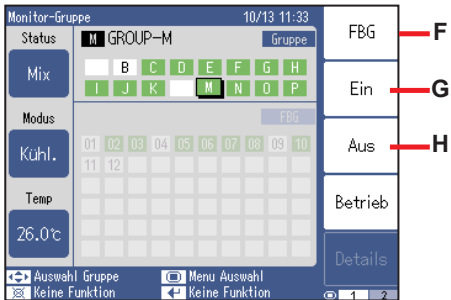 Monitor-Gruppe 10/13 11:33
Status
M GROUP-M Gruppe
Mix
B C D E F G H
I J K M N O P
Modus
FBG
Kühl.
01 02 03 04 05 06 07 08 09 10
11 12
Temp
26.0℃
Auswahl Gruppe Menu Auswahl
Keine Funktion Keine Funktion
FBG
Ein
Aus
Betrieb
Details
1 2
F
G
H